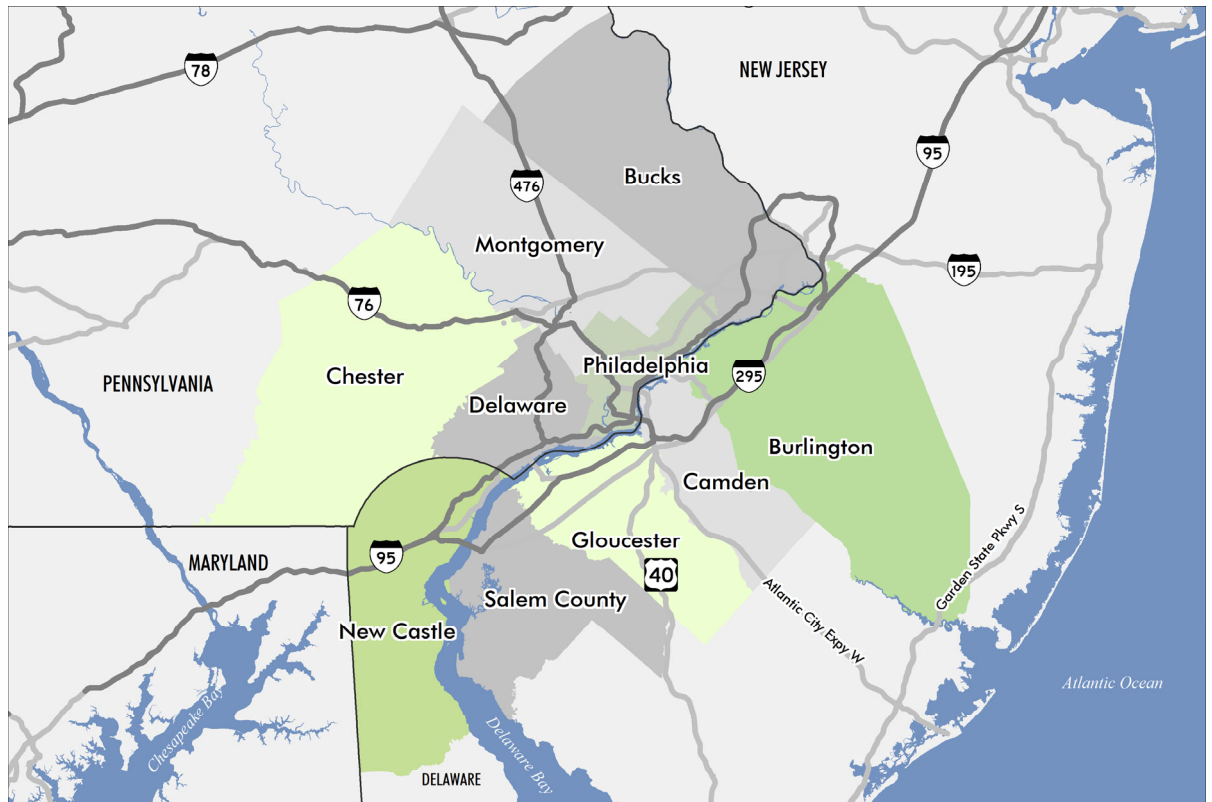 78
NEW JERSEY
95
476
Bucks
Montgomery
195
76
PENNSYLVANIA
Chester
Philadelphia
295
Delaware
Burlington
Camden
MARYLAND
95
Gloucester
40
Salem County
New Castle
Atlantic City Expy W
Garden State Pkwy S
Chesapeake Bay
Delaware Bay
Atlantic Ocean
DELAWARE